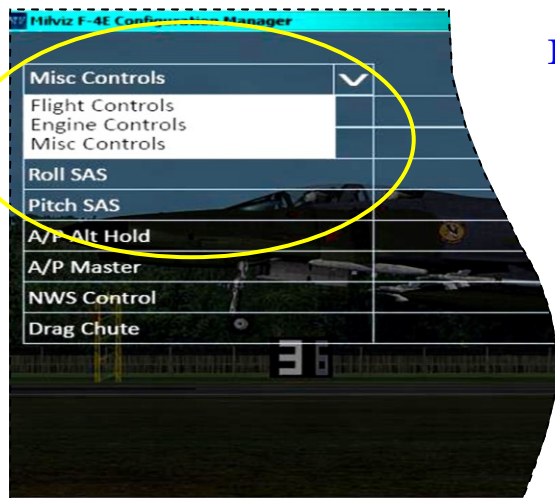 Milviz F-4E Configuration Manager
Misc Controls
Flight Controls
Engine Controls
Misc Controls
Roll SAS
Pitch SAS
A/P Alt Hold
A/P Master
NWS Control
Drag Chute
36